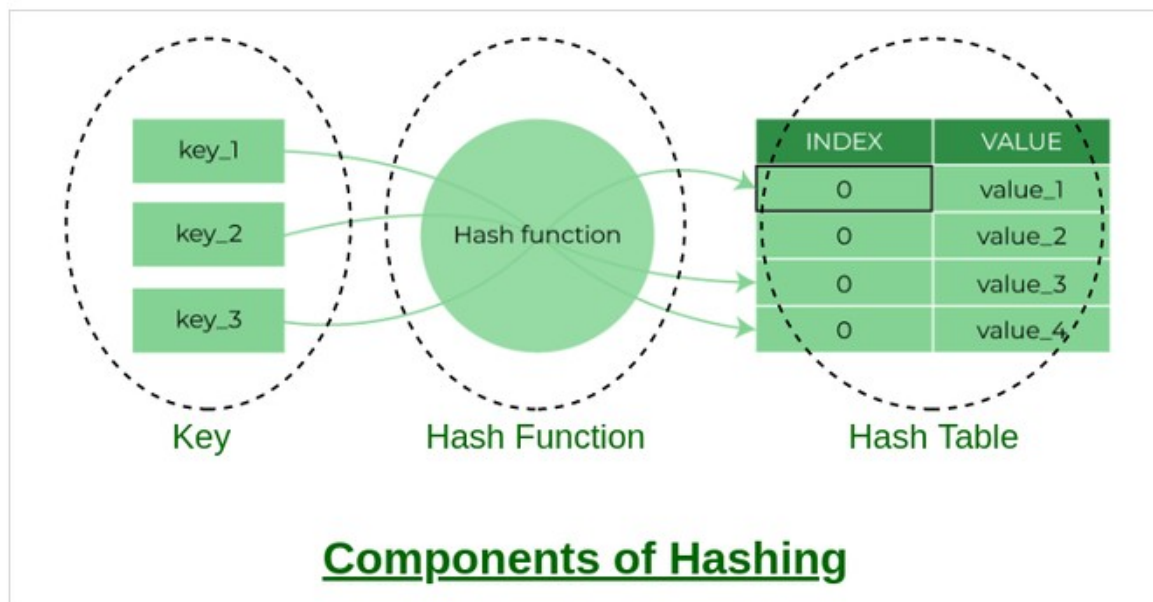 key_1
key_2
key_3
Hash function
INDEX VALUE
0 value_1
0 value_2
0 value_3
0 value_4
Key
Hash Function
Hash Table
Components of Hashing